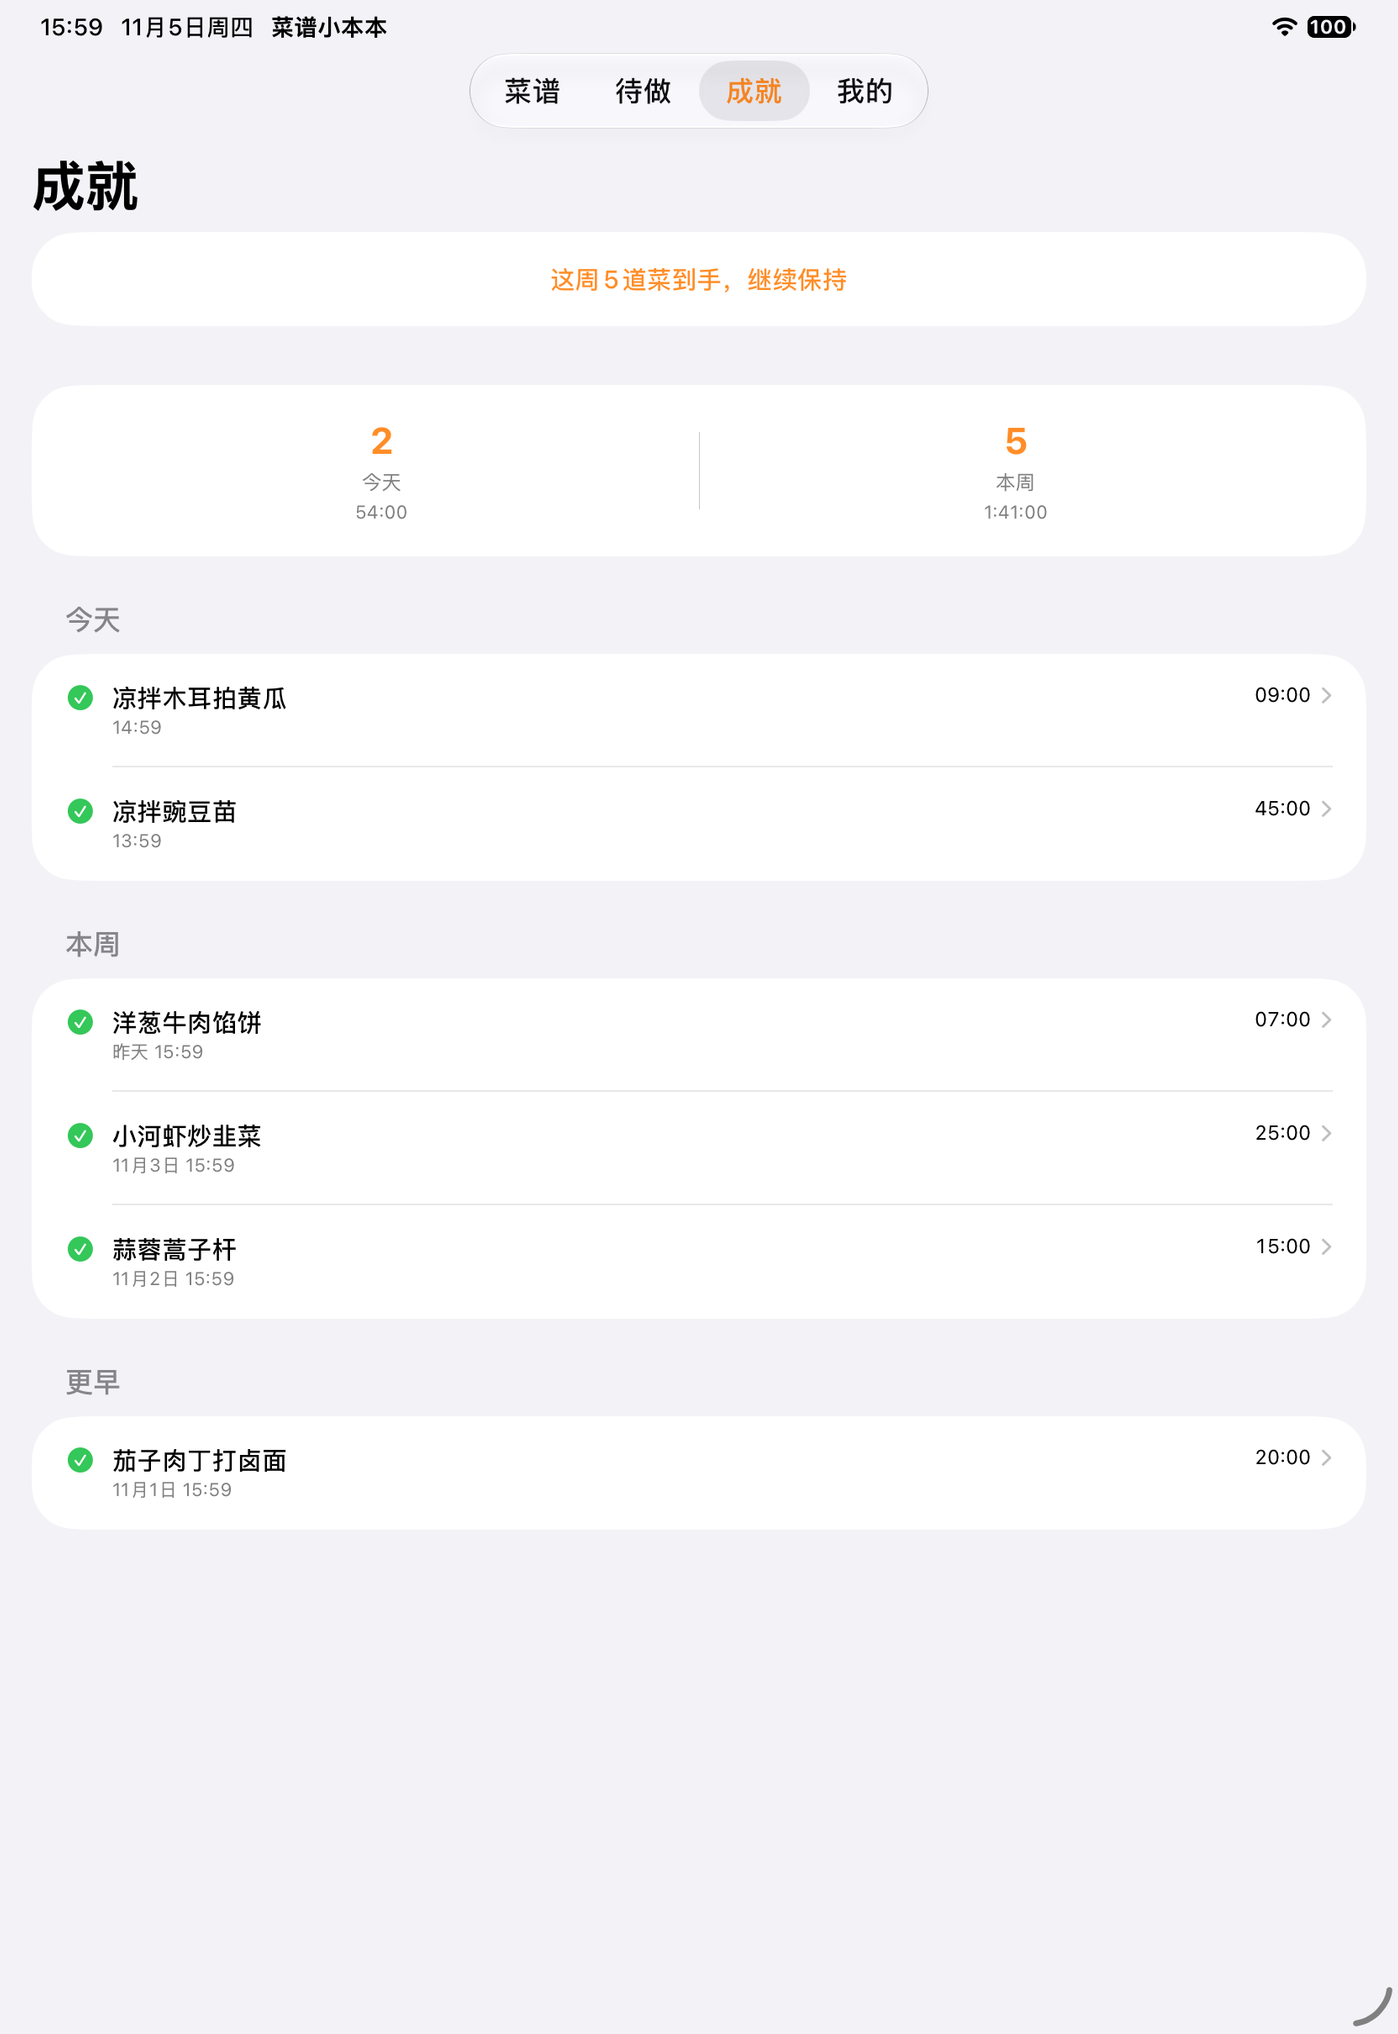 15:59 11月5日周四 菜谱小本本
100
菜谱 待做 成就 我的
成就
这周 5 道菜到手，继续保持
2
今天
54:00
5
本周
1:41:00
今天
凉拌木耳拍黄瓜
14:59
09:00
凉拌豌豆苗
13:59
45:00
本周
洋葱牛肉馅饼
昨天 15:59
07:00
小河虾炒韭菜
11月3日 15:59
25:00
蒜蓉蒿子杆
11月2日 15:59
15:00
更早
茄子肉丁打卤面
11月1日 15:59
20:00